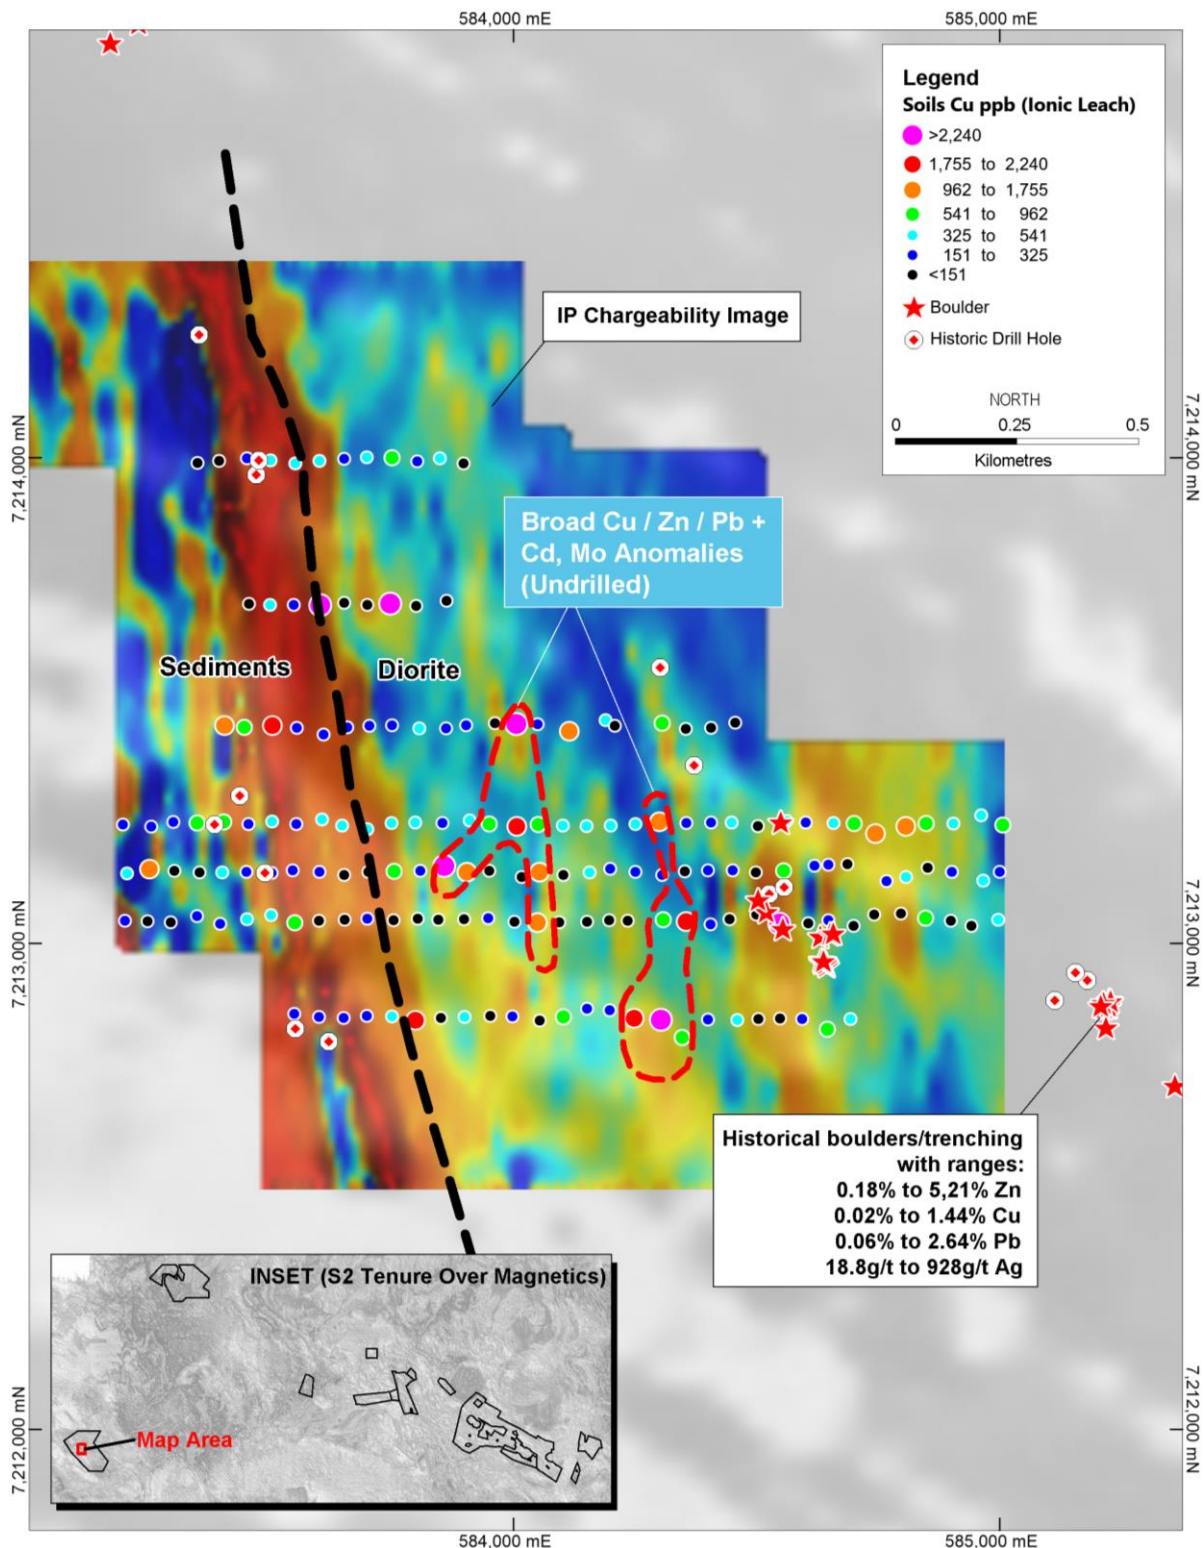 584,000 mE
585,000 mE
Legend
Soils Cu ppb (Ionic Leach)
>2,240
1,755 to 2,240
962 to 1,755
541 to 962
325 to 541
151 to 325
<151
Boulder
Historic Drill Hole
NORTH
0 0.25 0.5
Kilometres
IP Chargeability Image
7,214,000 mN
7,214,000 mN
Broad Cu / Zn / Pb +
Cd, Mo Anomalies
(Undrilled)
Sediments
Diorite
7,213,000 mN
7,213,000 mN
Historical boulders/trenching
with ranges:
0.18% to 5,21% Zn
0.02% to 1.44% Cu
0.06% to 2.64% Pb
18.8g/t to 928g/t Ag
INSET (S2 Tenure Over Magnetics)
Map Area
7,212,000 mN
7,212,000 mN
584,000 mE
585,000 mE